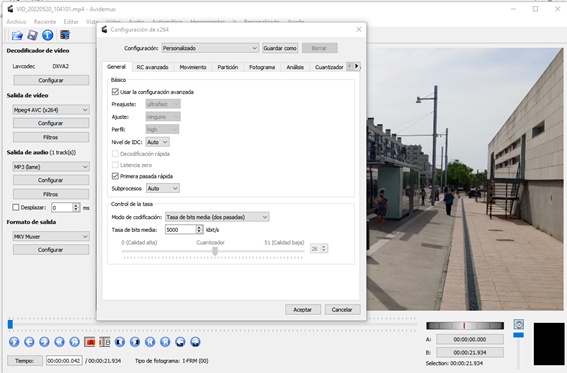 VID_20220520_104101.mp4 - Avidemux
Archivo Reciente Editar Automático Herramientas Ir Personalizado Ayuda
Configuración de x264
Configuración: Personalizado Guardar como Borrar
General RC avanzado Movimiento Partición Fotograma Análisis Cuantizador
Básico
Usar la configuración avanzada
Preajuste: ultrafast
Ajuste: ninguno
Perfil: high
Nivel de IDC: Auto
Decodificación rápida
Latencia zero
Primera pasada rápida
Subprocesos Auto
Control de la tasa
Modo de codificación: Tasa de bits media (dos pasadas)
Tasa de bits media: 5000 kbit/s
0 (Calidad alta) Cuantizador 51 (Calidad baja)
26
Aceptar Cancelar
Decodificador de vídeo
Lavcodec DXVA2
Configurar
Salida de vídeo
Mpeg4 AVC (x264)
Configurar
Filtros
Salida de audio (1 track(s))
MP3 (lame)
Configurar
Filtros
Desplazar: 0 ms
Formato de salida
MKV Muxer
Configurar
A: 00:00:00.000
B: 00:00:21.934
Selection: 00:00:21.934
Tiempo: 00:00:00.042 / 00:00:21.934 Tipo de fotograma: I-FRM (00)